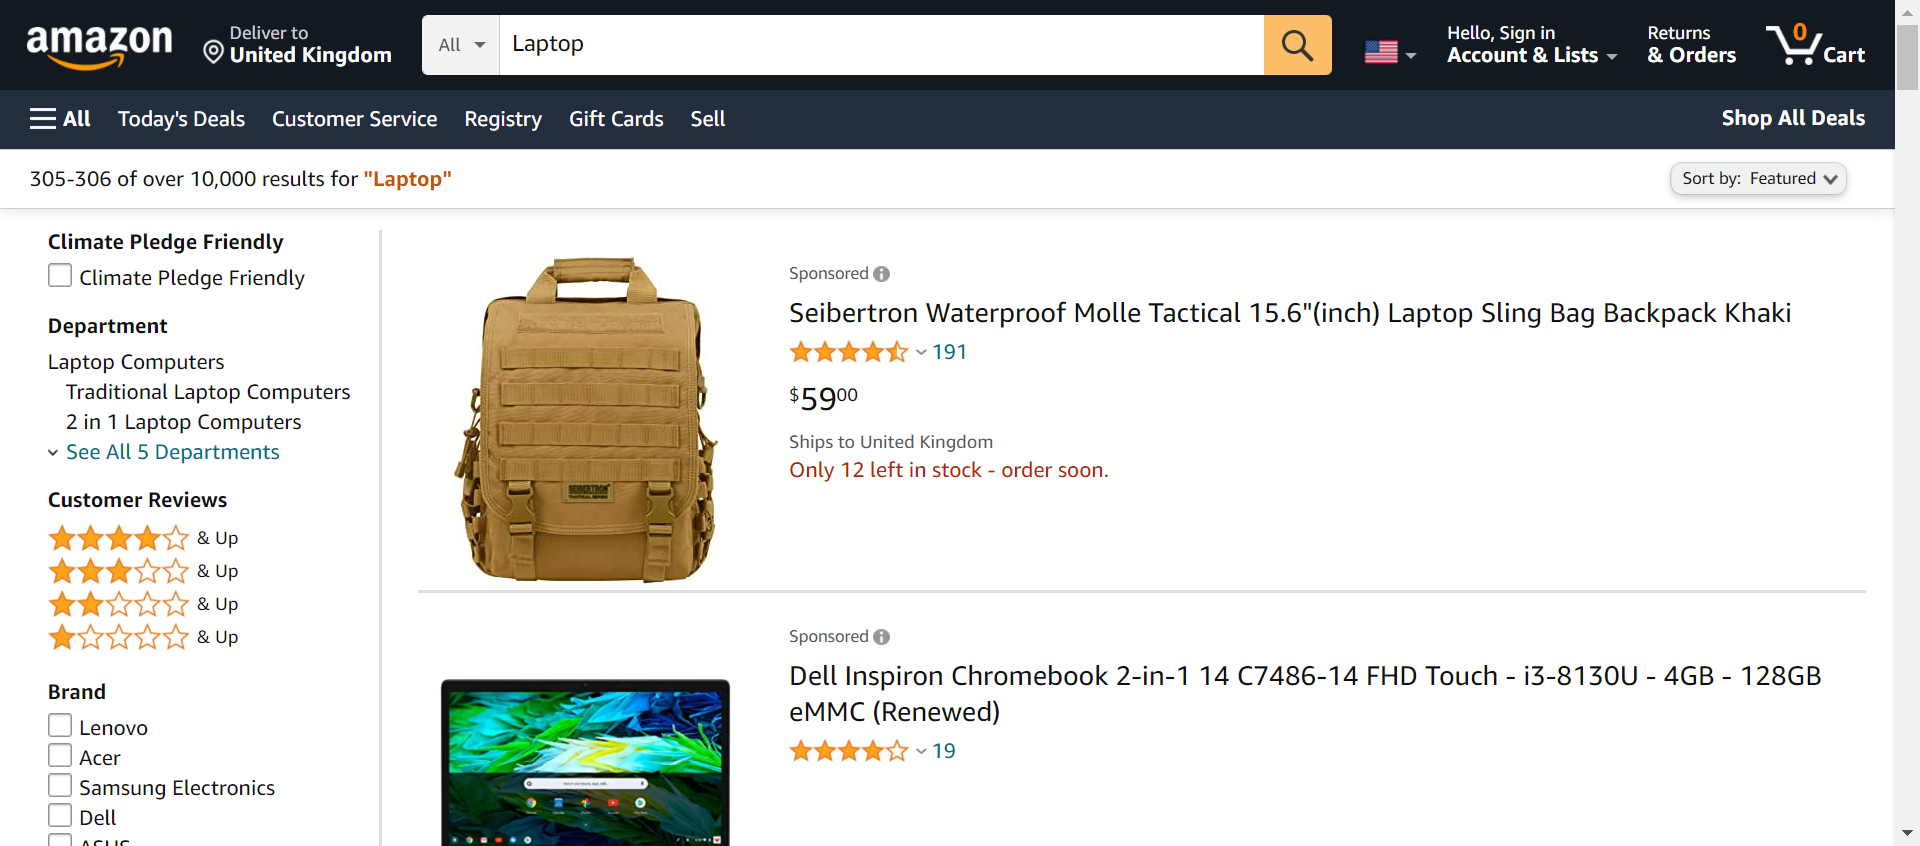 amazon
Deliver to
United Kingdom
All
Laptop
Hello, Sign in
Account & Lists
Returns
& Orders
0
Cart
All
Today's Deals
Customer Service
Registry
Gift Cards
Sell
Shop All Deals
305-306 of over 10,000 results for "Laptop"
Sort by: Featured
Climate Pledge Friendly
Climate Pledge Friendly
Department
Laptop Computers
Traditional Laptop Computers
2 in 1 Laptop Computers
See All 5 Departments
Customer Reviews
& Up
& Up
& Up
& Up
Brand
Lenovo
Acer
Samsung Electronics
Dell
ASUS
SEIBERTRON
Sponsored
Seibertron Waterproof Molle Tactical 15.6"(inch) Laptop Sling Bag Backpack Khaki
191
$5900
Ships to United Kingdom
Only 12 left in stock - order soon.
Sponsored
Dell Inspiron Chromebook 2-in-1 14 C7486-14 FHD Touch - i3-8130U - 4GB - 128GB
eMMC (Renewed)
19